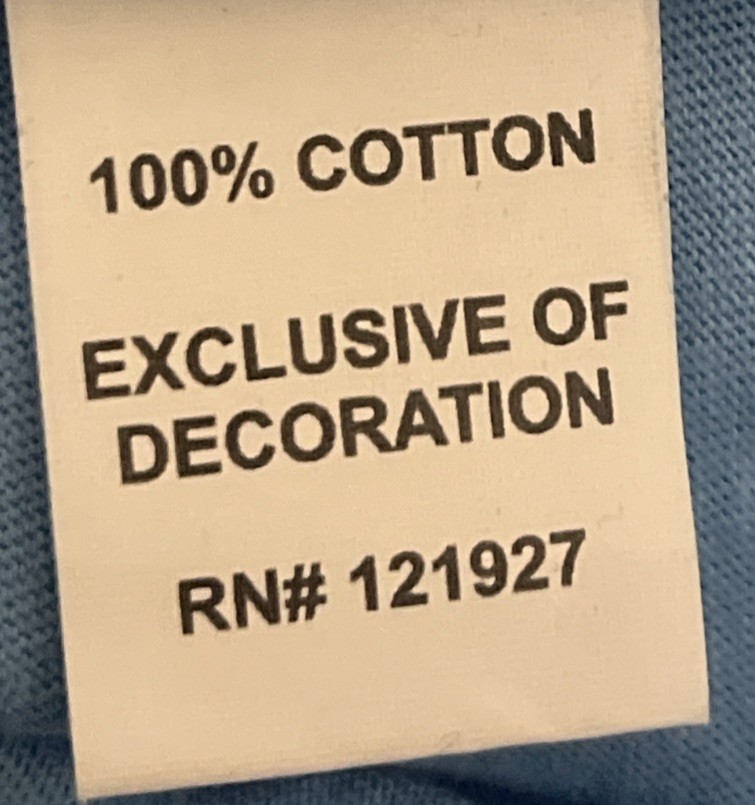 100% COTTON
EXCLUSIVE OF
DECORATION
RN# 121927